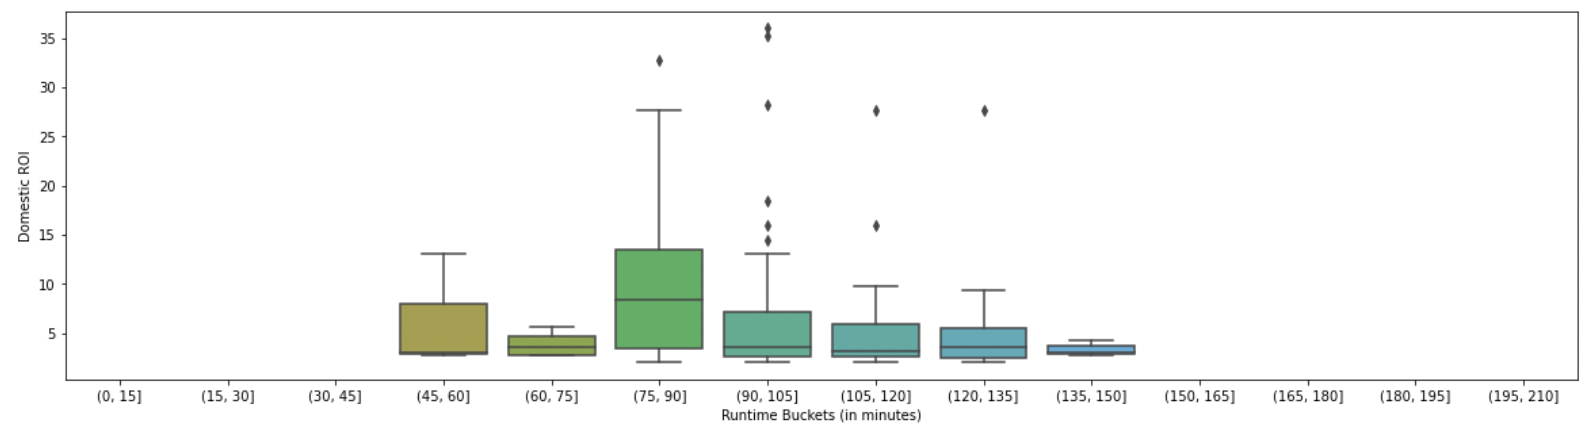 Domestic ROI
35
30
25
20
15
10
5
(0, 15] (15, 30] (30, 45] (45, 60] (60, 75] (75, 90] (90, 105] (105, 120] (120, 135] (135, 150] (150, 165] (165, 180] (180, 195] (195, 210]
Runtime Buckets (in minutes)